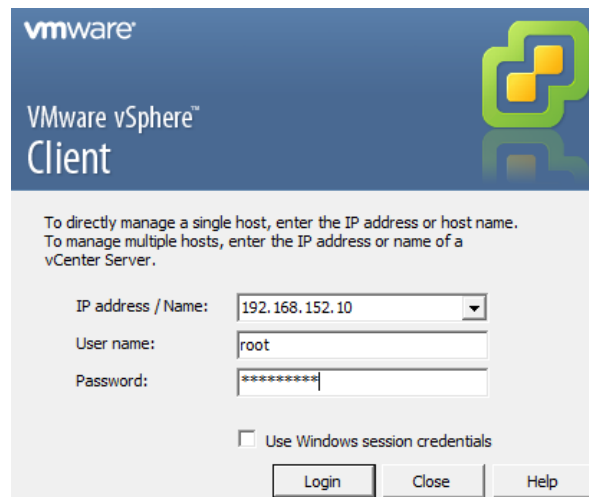 vmware
VMware vSphere™
Client
To directly manage a single host, enter the IP address or host name.
To manage multiple hosts, enter the IP address or name of a
vCenter Server.
IP address / Name: 192.168.152.10
User name: root
Password: *********
Use Windows session credentials
Login Close Help